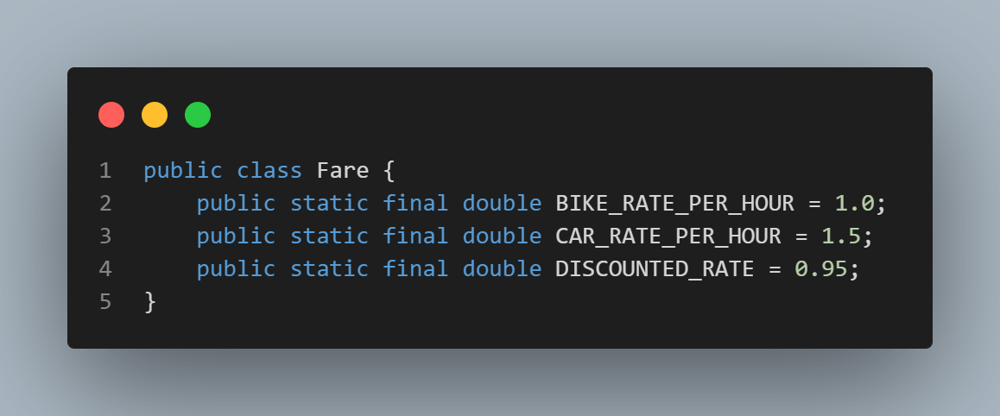 1 public class Fare {
2     public static final double BIKE_RATE_PER_HOUR = 1.0;
3     public static final double CAR_RATE_PER_HOUR = 1.5;
4     public static final double DISCOUNTED_RATE = 0.95;
5 }